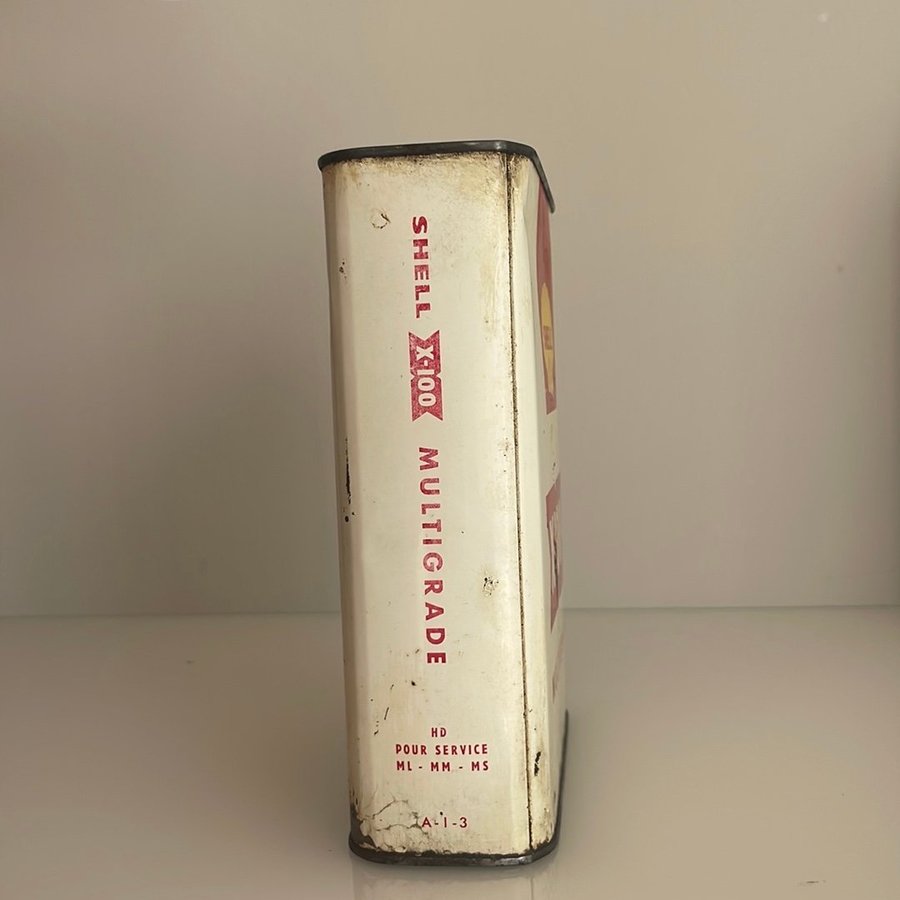 SHELL X-100 MULTIGRADE
HD
POUR SERVICE
ML - MM - MS
A-1-3